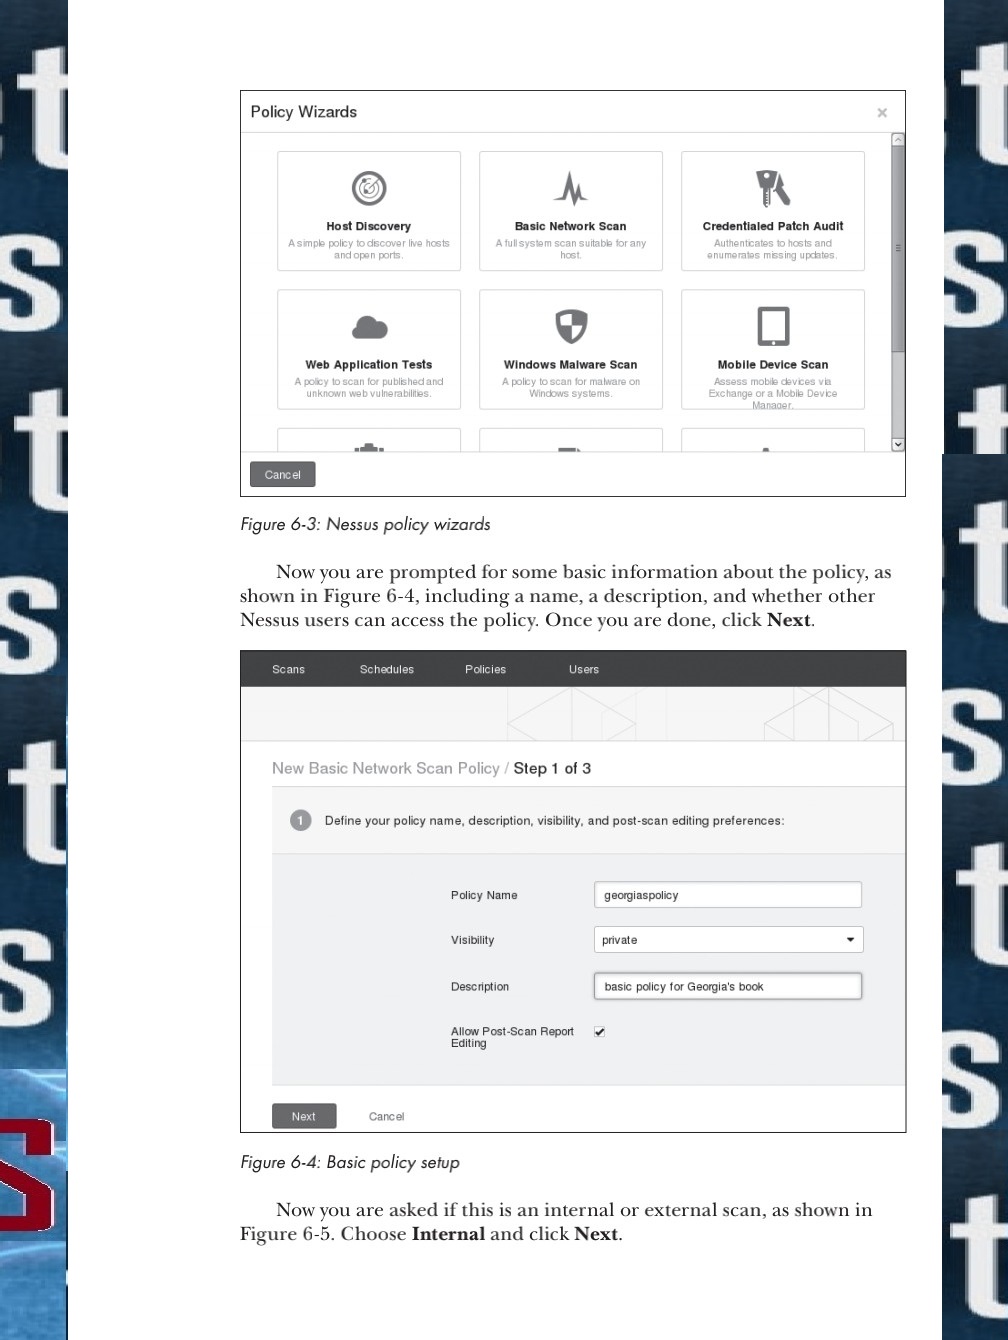 Policy Wizards
×
Host Discovery
A simple policy to discover live hosts
and open ports.
Basic Network Scan
A full system scan suitable for any
host.
Credentialed Patch Audit
Authenticates to hosts and
enumerates missing updates.
Web Application Tests
A policy to scan for published and
unknown web vulnerabilities.
Windows Malware Scan
A policy to scan for malware on
Windows systems.
Mobile Device Scan
Assess mobile devices via
Exchange or a Mobile Device
Manager.
Cancel
Figure 6-3: Nessus policy wizards
Now you are prompted for some basic information about the policy, as
shown in Figure 6-4, including a name, a description, and whether other
Nessus users can access the policy. Once you are done, click Next.
Scans Schedules Policies Users
New Basic Network Scan Policy / Step 1 of 3
1 Define your policy name, description, visibility, and post-scan editing preferences:
Policy Name georgiaspolicy
Visibility private
Description basic policy for Georgia's book
Allow Post-Scan Report
Editing
Next Cancel
Figure 6-4: Basic policy setup
Now you are asked if this is an internal or external scan, as shown in
Figure 6-5. Choose Internal and click Next.